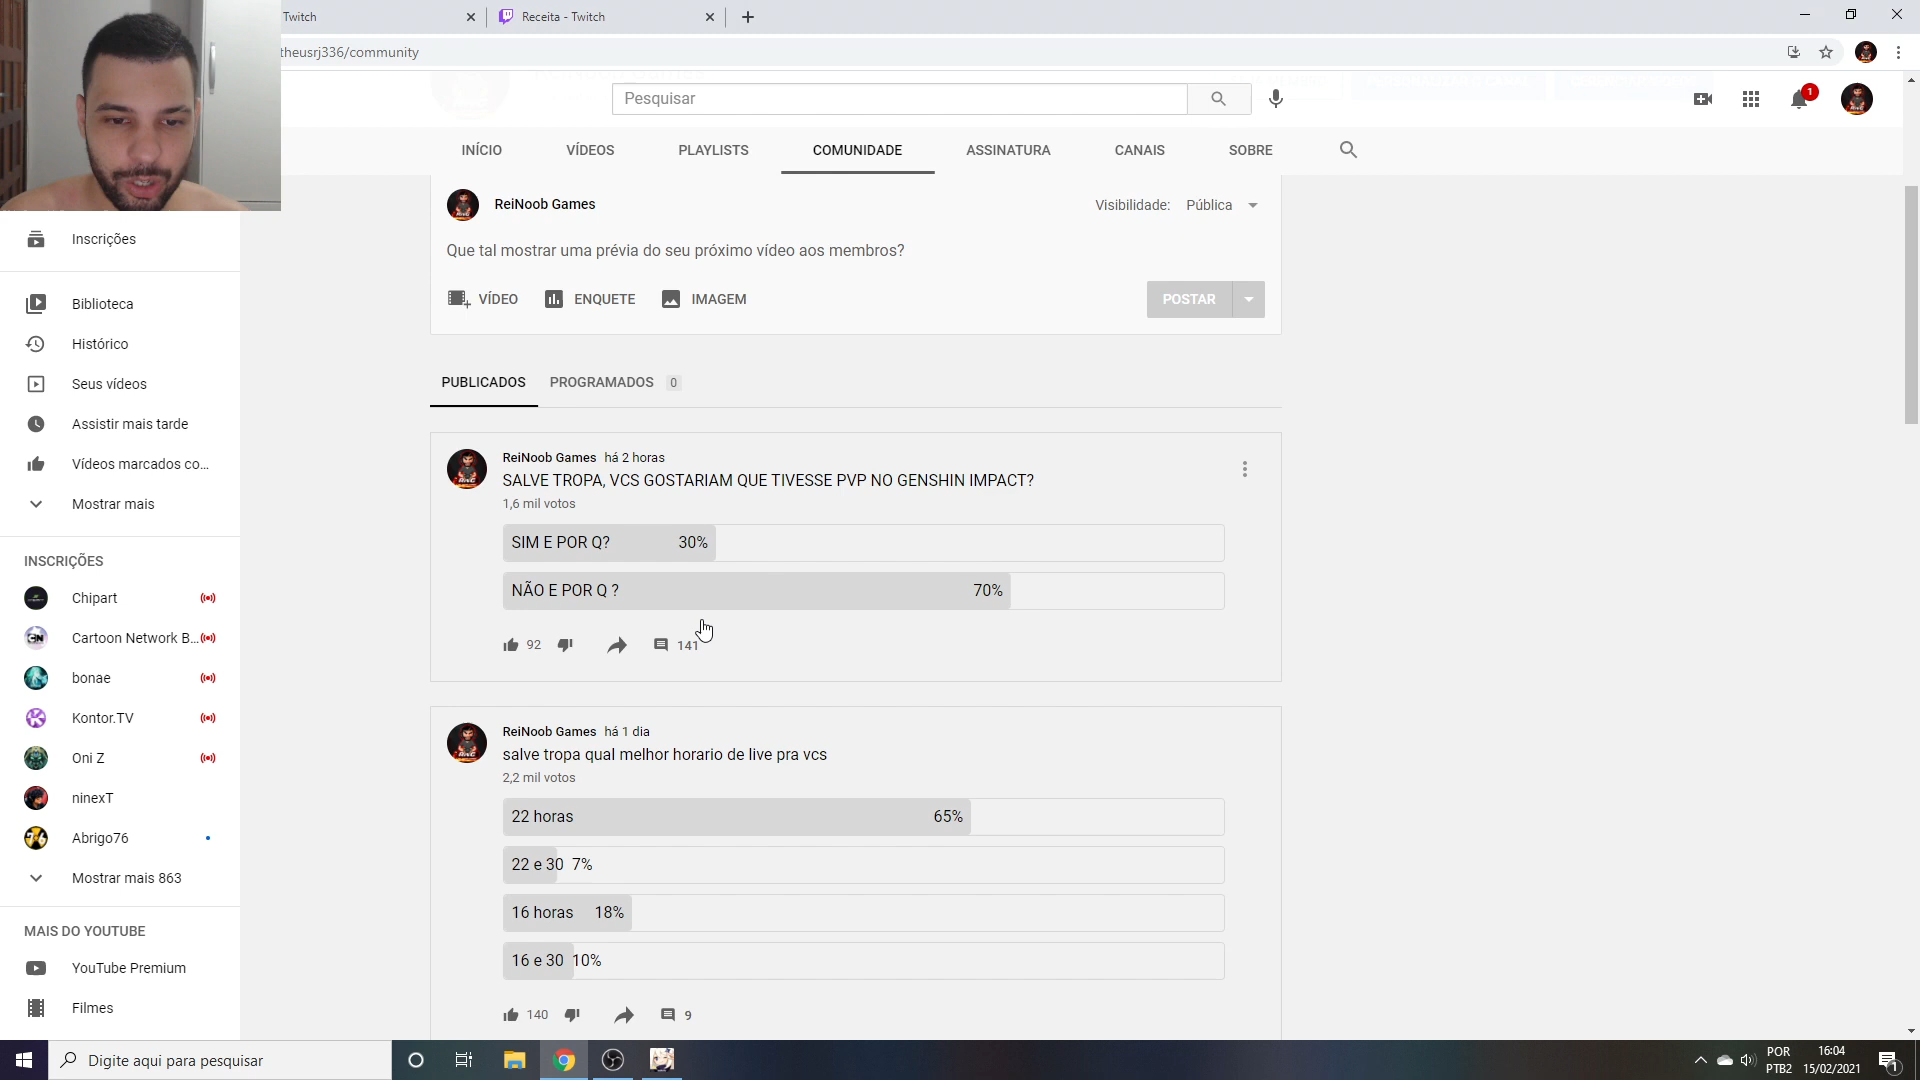 Twitch
Receita - Twitch
theusrj336/community
Pesquisar
1
INÍCIO
VÍDEOS
PLAYLISTS
COMUNIDADE
ASSINATURA
CANAIS
SOBRE
ReiNoob Games
Visibilidade: Pública
Que tal mostrar uma prévia do seu próximo vídeo aos membros?
VÍDEO
ENQUETE
IMAGEM
POSTAR
Inscrições
Biblioteca
Histórico
Seus vídeos
Assistir mais tarde
Vídeos marcados co...
Mostrar mais
INSCRIÇÕES
Chipart
Cartoon Network B...
bonae
Kontor.TV
Oni Z
ninexT
Abrigo76
Mostrar mais 863
MAIS DO YOUTUBE
YouTube Premium
Filmes
PUBLICADOS
PROGRAMADOS 0
ReiNoob Games há 2 horas
SALVE TROPA, VCS GOSTARIAM QUE TIVESSE PVP NO GENSHIN IMPACT?
1,6 mil votos
SIM E POR Q? 30%
NÃO E POR Q ? 70%
92
141
ReiNoob Games há 1 dia
salve tropa qual melhor horario de live pra vcs
2,2 mil votos
22 horas 65%
22 e 30 7%
16 horas 18%
16 e 30 10%
140
9
Digite aqui para pesquisar
POR
PTB2
16:04
15/02/2021
1